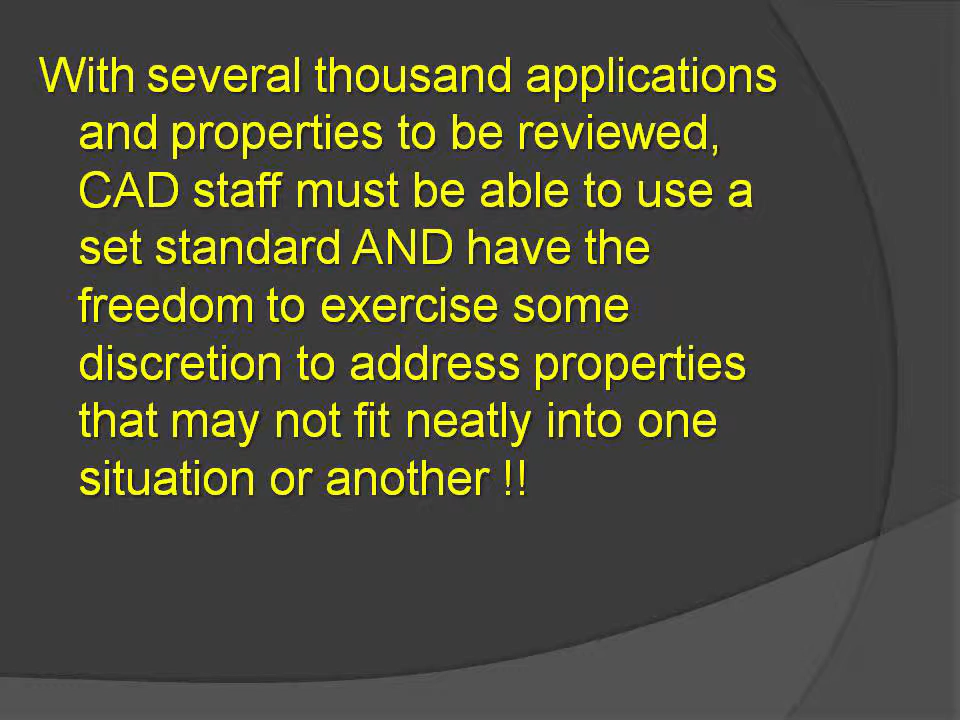 With several thousand applications
and properties to be reviewed,
CAD staff must be able to use a
set standard AND have the
freedom to exercise some
discretion to address properties
that may not fit neatly into one
situation or another !!